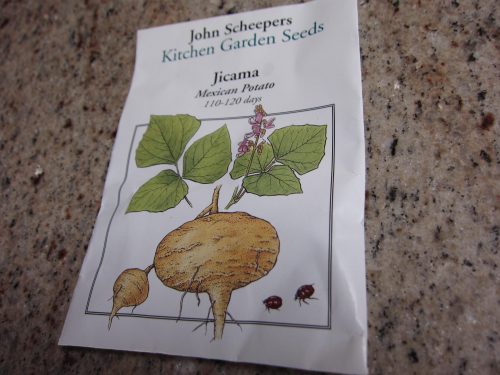 John Scheepers
Kitchen Garden Seeds
Jicama
Mexican Potato
110-120 days